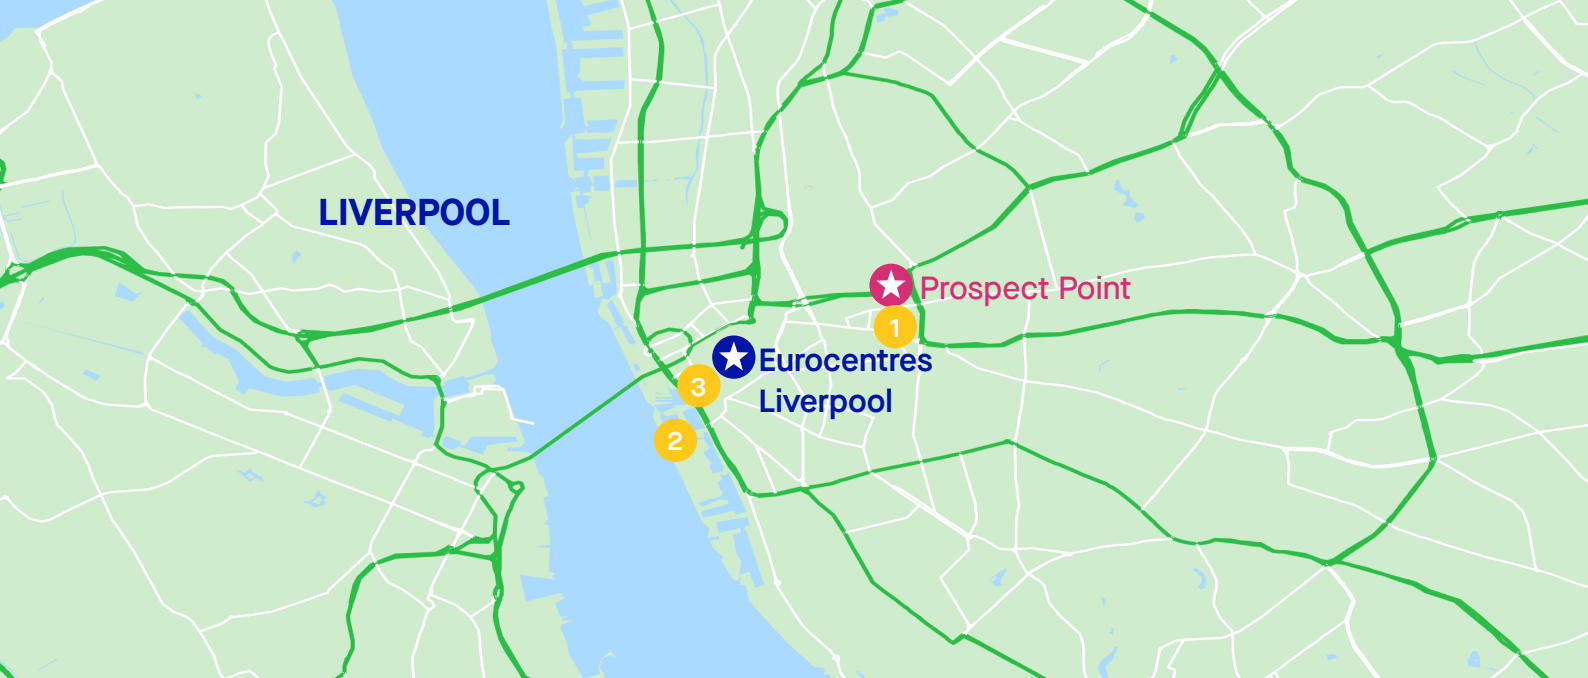 LIVERPOOL
Prospect Point
1
Eurocentres
Liverpool
3
2